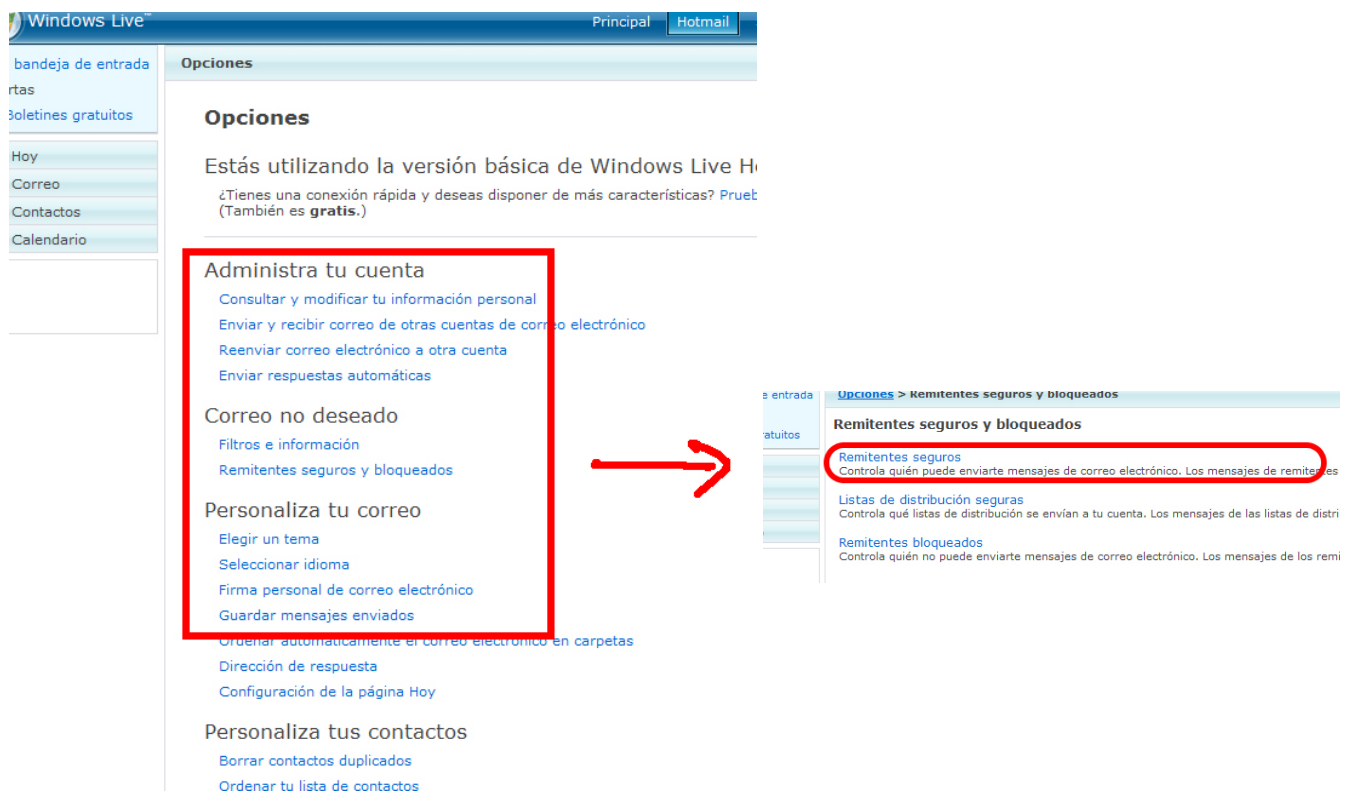 Windows Live™
Principal
Hotmail
bandeja de entrada
rtas
Boletines gratuitos
Hoy
Correo
Contactos
Calendario
Opciones
Opciones
Estás utilizando la versión básica de Windows Live H
¿Tienes una conexión rápida y deseas disponer de más características? Prueb
(También es gratis.)
Administra tu cuenta
Consultar y modificar tu información personal
Enviar y recibir correo de otras cuentas de correo electrónico
Reenviar correo electrónico a otra cuenta
Enviar respuestas automáticas
Correo no deseado
Filtros e información
Remitentes seguros y bloqueados
Personaliza tu correo
Elegir un tema
Seleccionar idioma
Firma personal de correo electrónico
Guardar mensajes enviados
Ordenar automáticamente el correo electrónico en carpetas
Dirección de respuesta
Configuración de la página Hoy
Personaliza tus contactos
Borrar contactos duplicados
Ordenar tu lista de contactos
e entrada
ratuitos
Opciones > Remitentes seguros y bloqueados
Remitentes seguros y bloqueados
Remitentes seguros
Controla quién puede enviarte mensajes de correo electrónico. Los mensajes de remitentes
Listas de distribución seguras
Controla qué listas de distribución se envían a tu cuenta. Los mensajes de las listas de distri
Remitentes bloqueados
Controla quién no puede enviarte mensajes de correo electrónico. Los mensajes de los remi